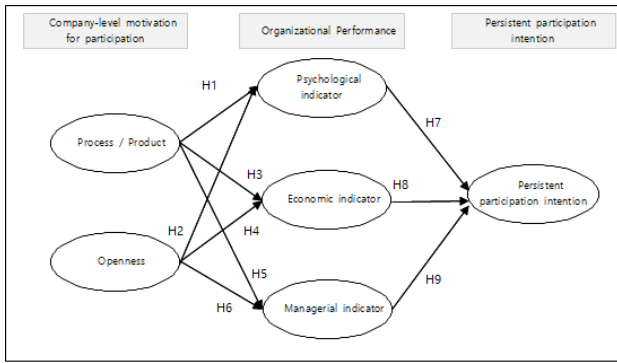 Company-level motivation
for participation
Organizational Performance
Persistent participation
intention
Psychological
indicator
H1
H7
Process / Product
H3
H8
Economic indicator
Persistent
participation intention
H2
H4
Openness
H5
H9
H6
Managerial indicator